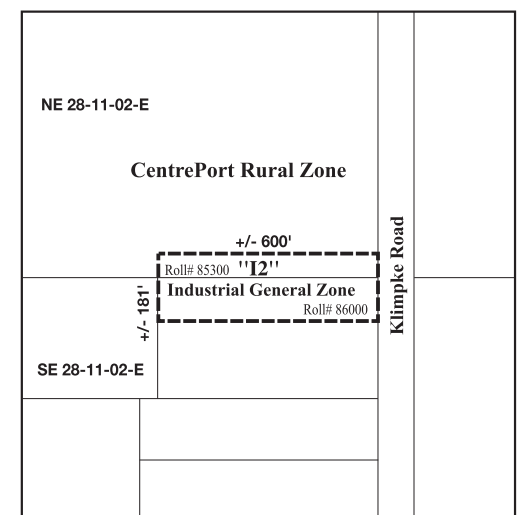 NE 28-11-02-E
CentrePort Rural Zone
+/- 600'
Roll# 85300 "I2"
Industrial General Zone
Roll# 86000
+/- 181'
Klimpke Road
SE 28-11-02-E